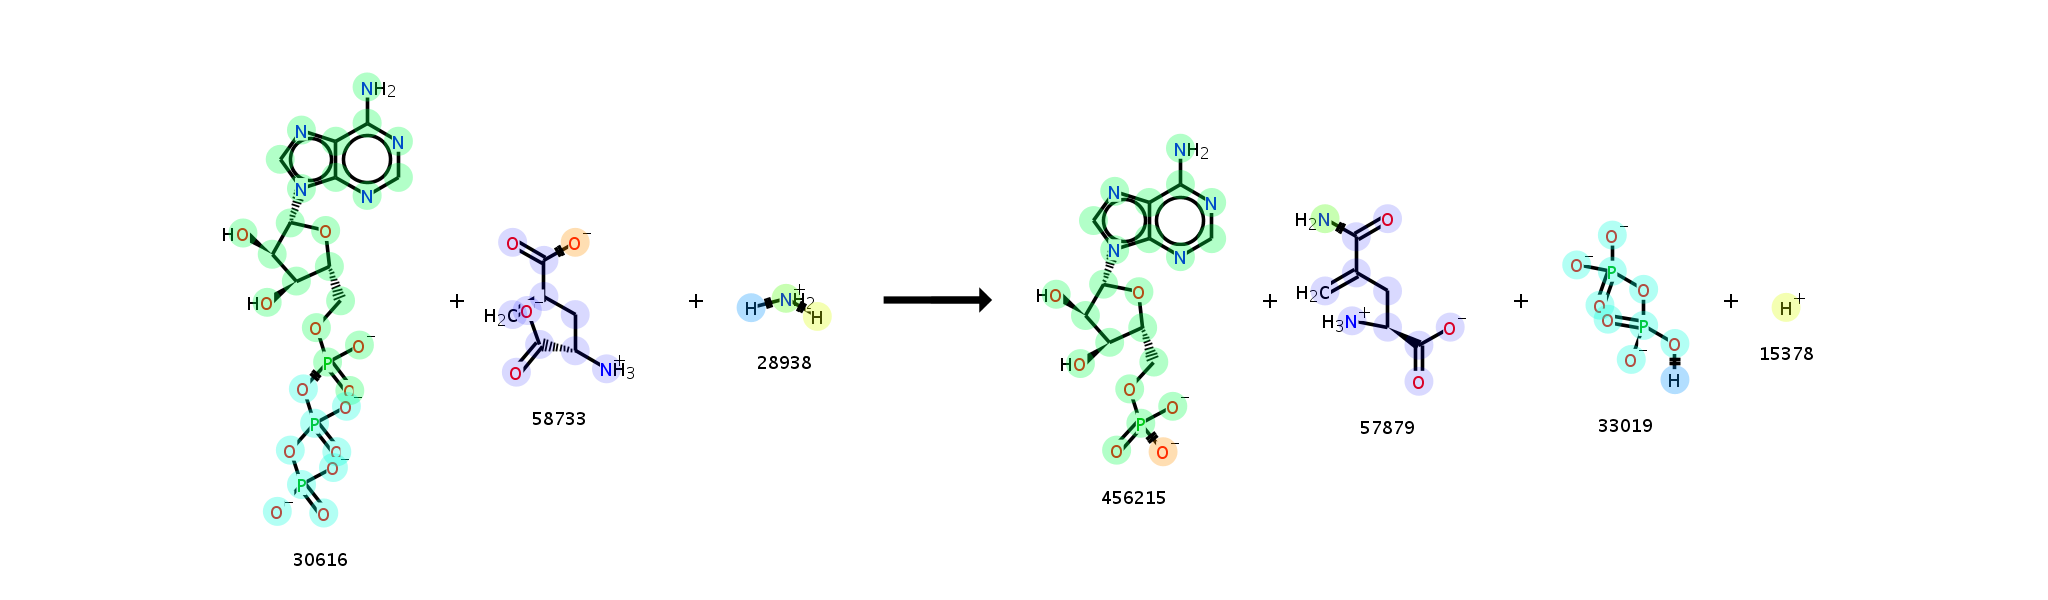 NH2
N
N
N
N
HO
O
HO
O
P
O−
O
O
O−
P
O
O
O−
P
O−
O
30616
+
O
O−
H2C
O−
O
NH3+
58733
+
H
NH2+
H
28938
NH2
N
N
N
N
HO
O
HO
O
P
O−
O
O−
456215
+
H2N
O
H2C
H3N+
O−
O
57879
+
O−
O−
P
O
O
O
P
O
O−
H
33019
+
H+
15378